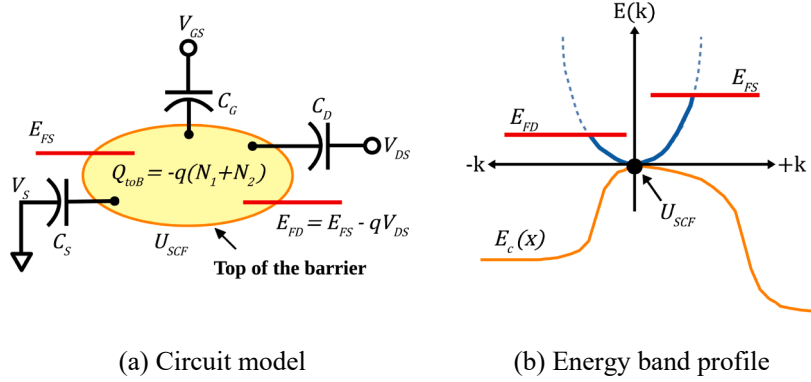 V_GS
C_G
C_D
E_FS
V_DS
Q_toB = -q(N_1+N_2)
V_S
C_S
E_FD = E_FS - qV_DS
U_SCF
Top of the barrier
(a) Circuit model
E(k)
E_FS
E_FD
-k
+k
U_SCF
E_c(x)
(b) Energy band profile